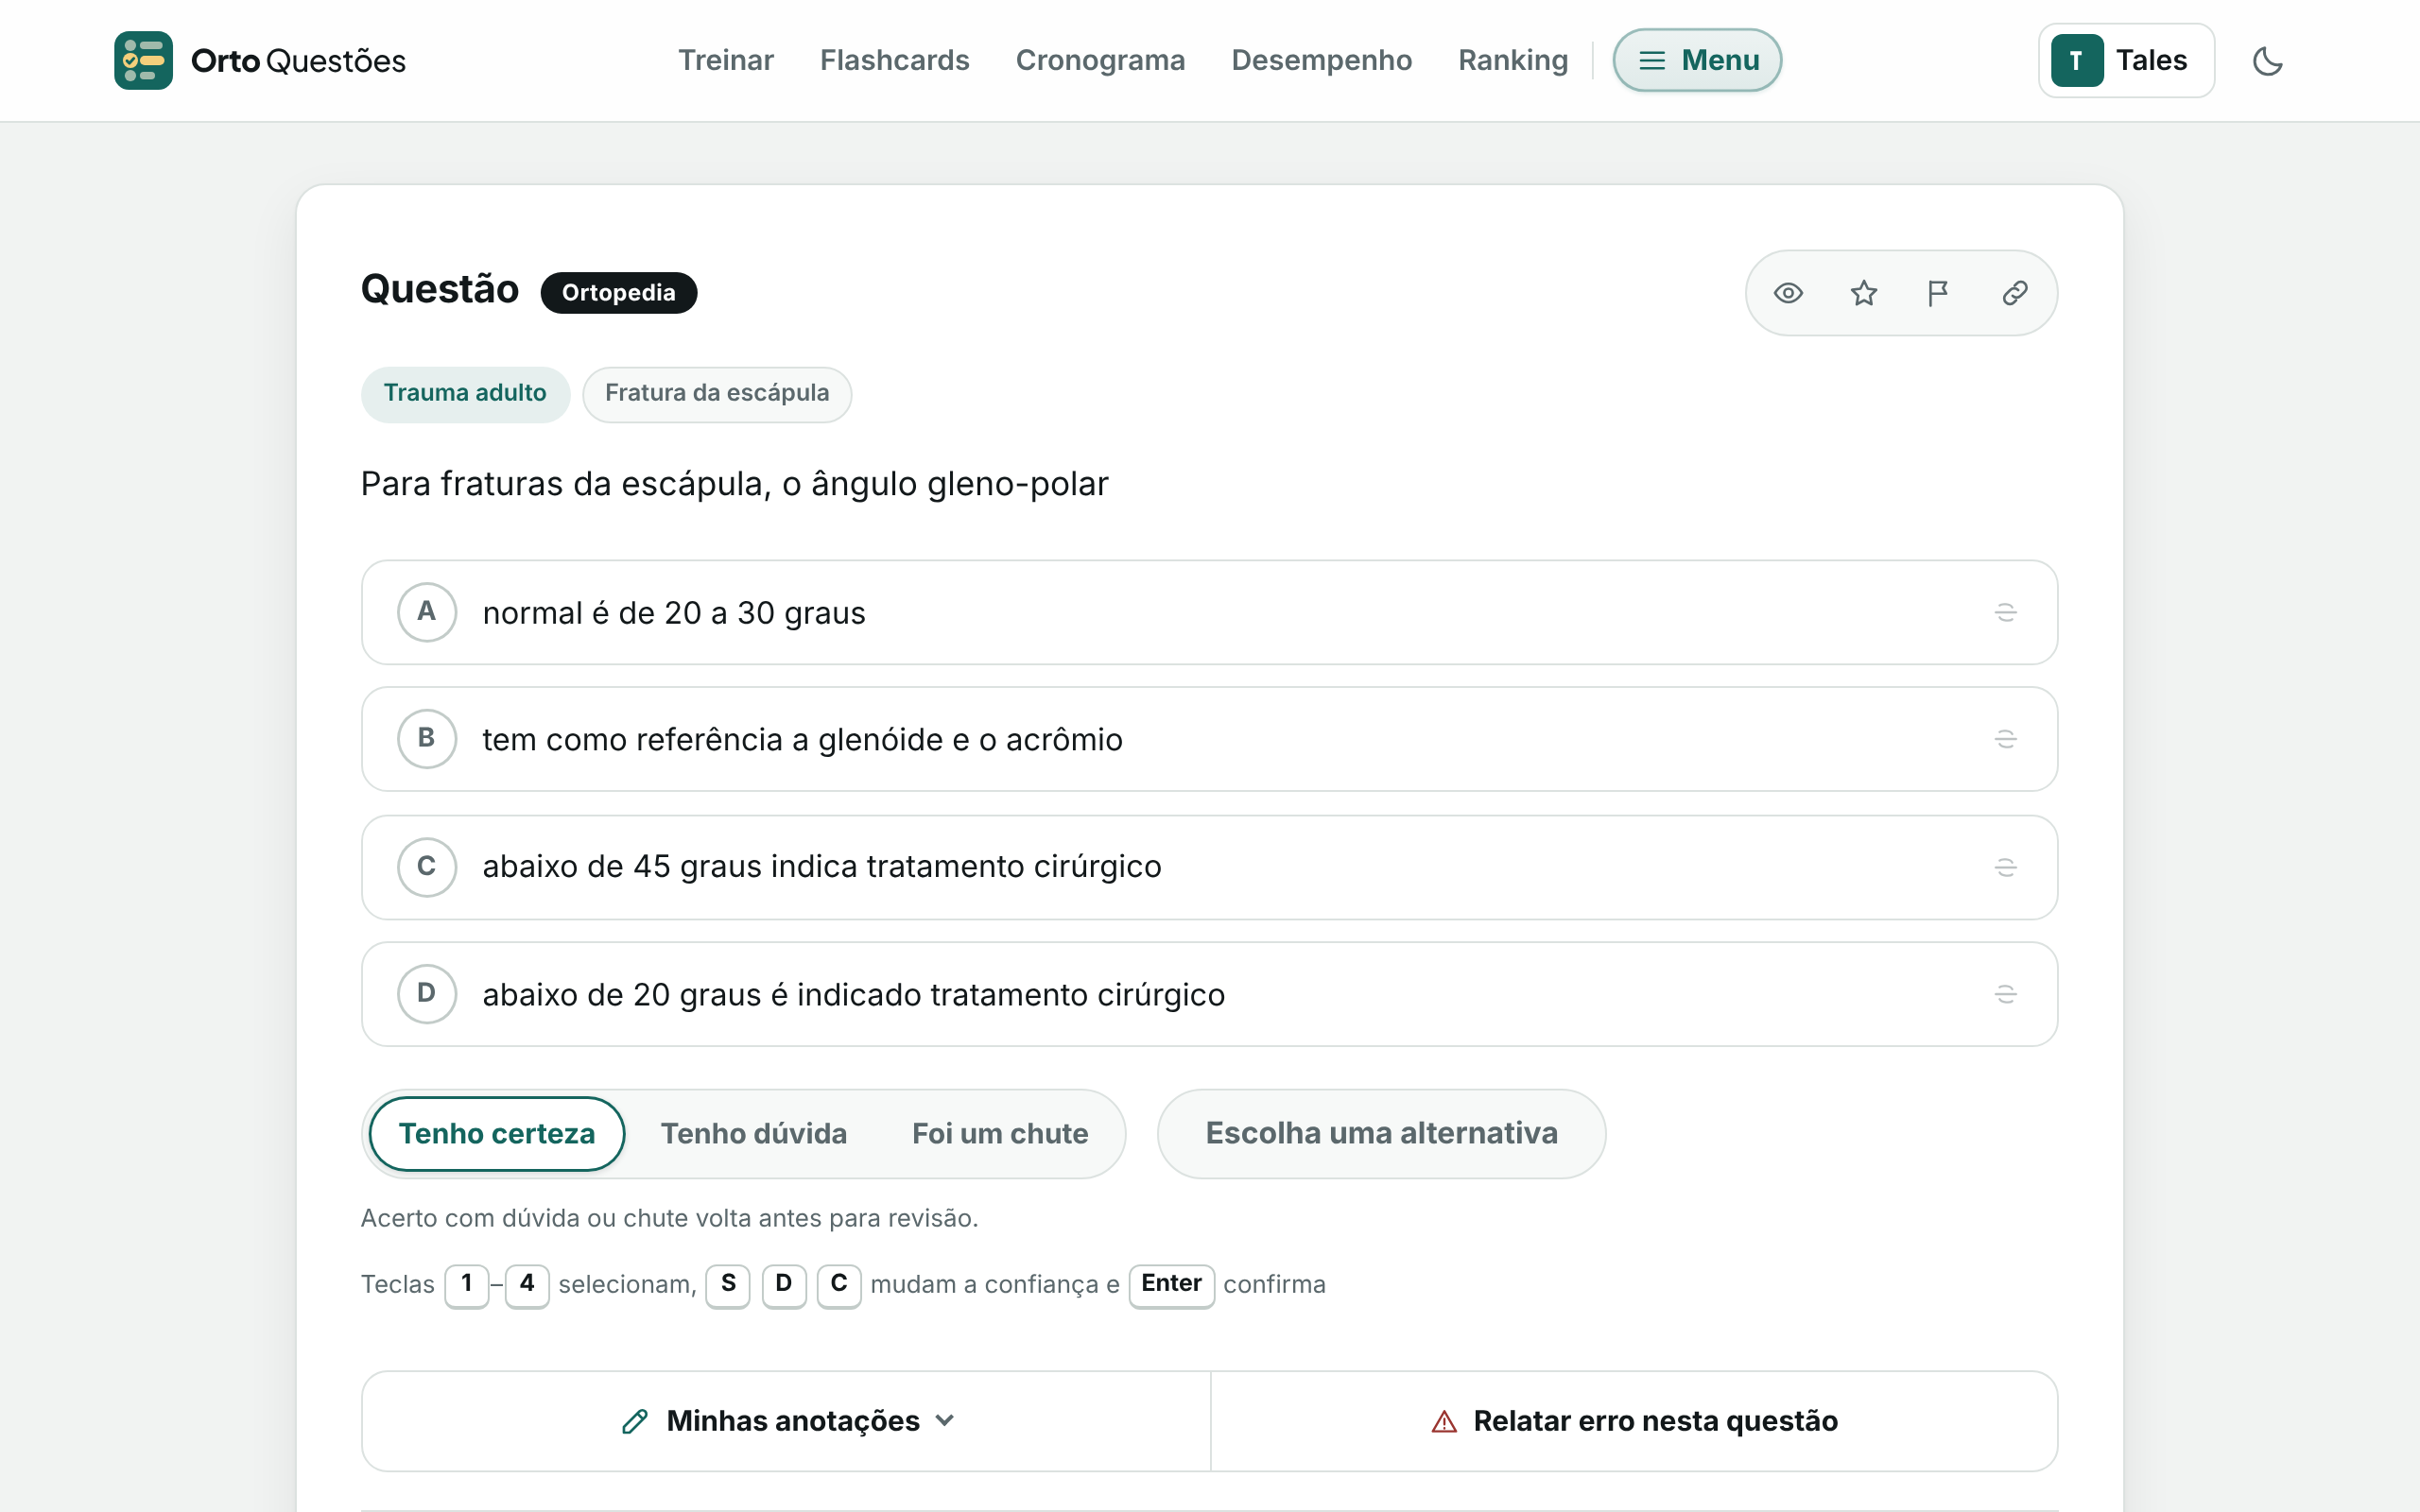 Orto Questões
Treinar Flashcards Cronograma Desempenho Ranking Menu
T Tales
Questão Ortopedia
Trauma adulto Fratura da escápula
Para fraturas da escápula, o ângulo gleno-polar
A normal é de 20 a 30 graus
B tem como referência a glenóide e o acrômio
C abaixo de 45 graus indica tratamento cirúrgico
D abaixo de 20 graus é indicado tratamento cirúrgico
Tenho certeza Tenho dúvida Foi um chute Escolha uma alternativa
Acerto com dúvida ou chute volta antes para revisão.
Teclas 1–4 selecionam, S D C mudam a confiança e Enter confirma
Minhas anotações Relatar erro nesta questão